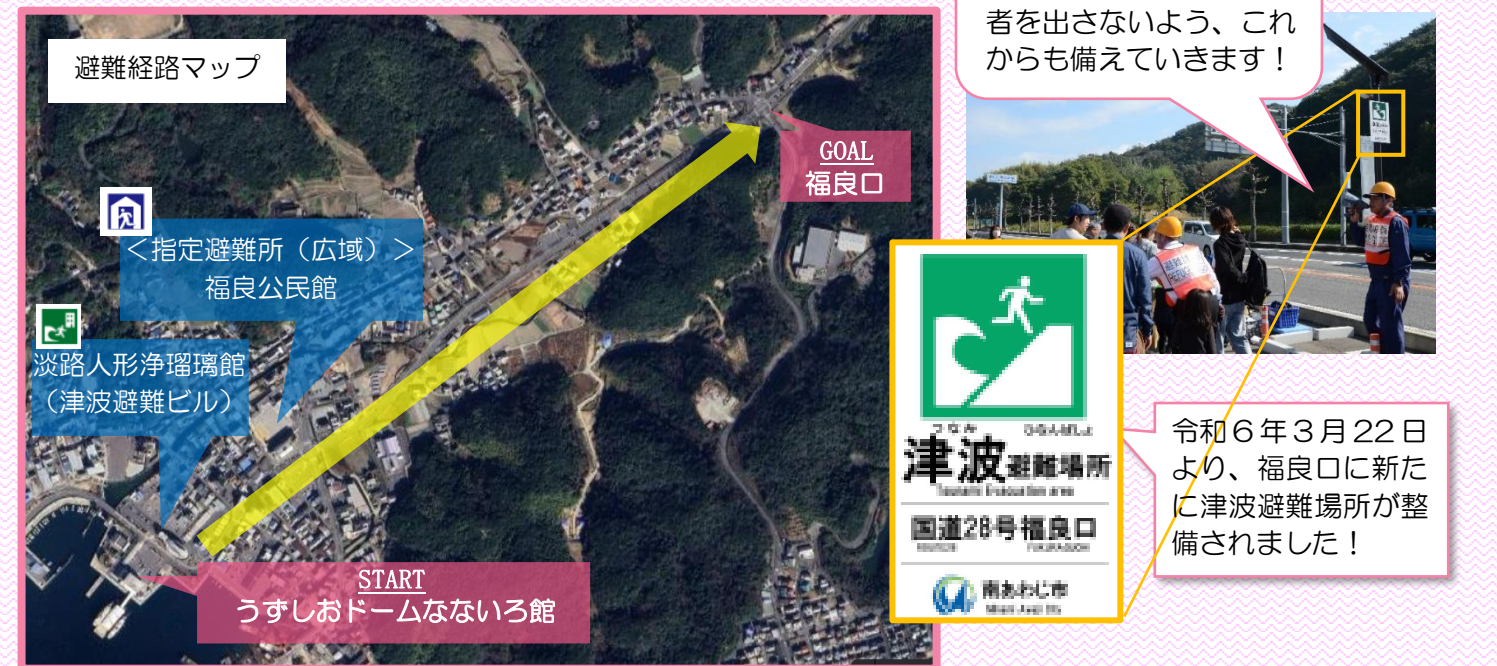 避難経路マップ
GOAL
福良口
＜指定避難所（広域）＞
福良公民館
淡路人形浄瑠璃館
（津波避難ビル）
START
うずしおドームなないろ館
者を出さないよう、これ
からも備えていきます！
つなみ ひなんばしょ
津波避難場所
Tsunami Evacuation area
国道28号福良口
南あわじ市
Minami Awaji City
令和６年３月22日
より、福良口に新た
に津波避難場所が整
備されました！